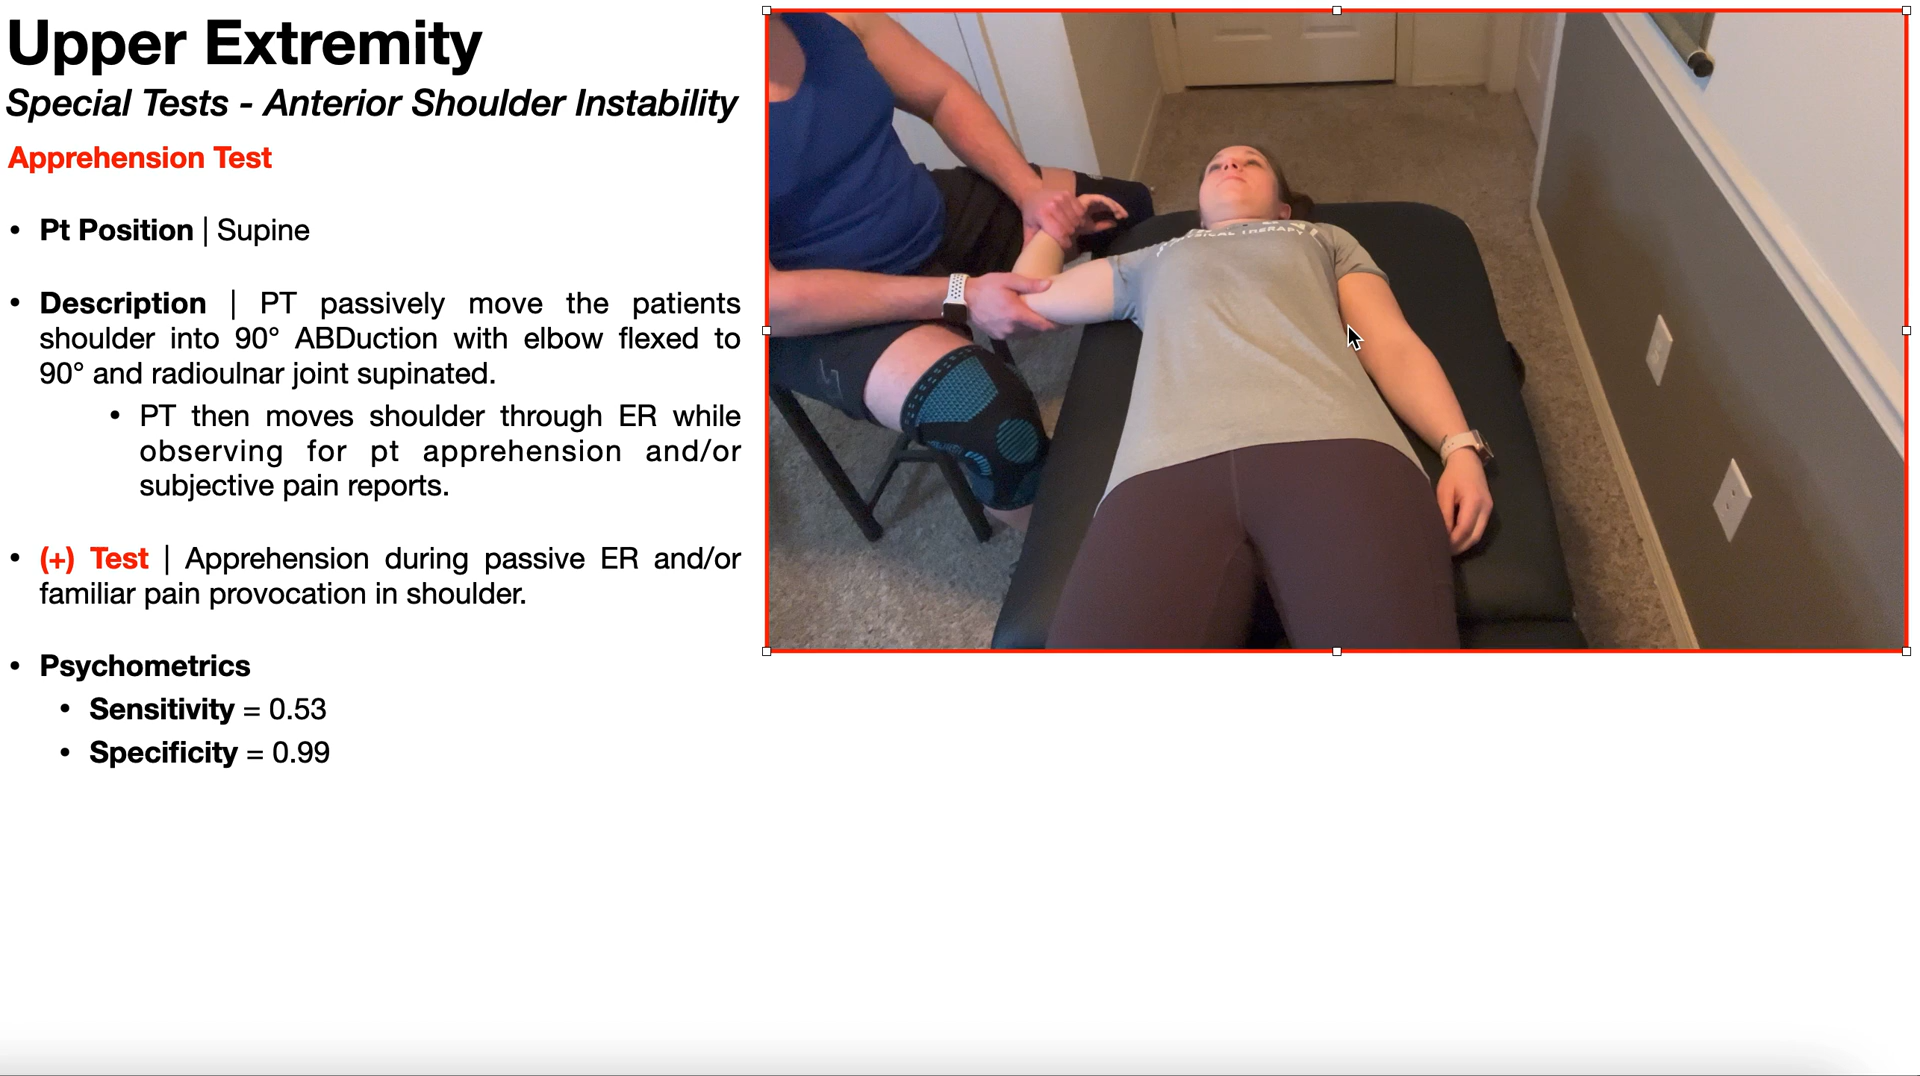 Upper Extremity
Special Tests - Anterior Shoulder Instability
Apprehension Test
• Pt Position | Supine
• Description | PT passively move the patients
shoulder into 90° ABDuction with elbow flexed to
90° and radioulnar joint supinated.
• PT then moves shoulder through ER while
observing for pt apprehension and/or
subjective pain reports.
• (+) Test | Apprehension during passive ER and/or
familiar pain provocation in shoulder.
• Psychometrics
• Sensitivity = 0.53
• Specificity = 0.99
THERAPY